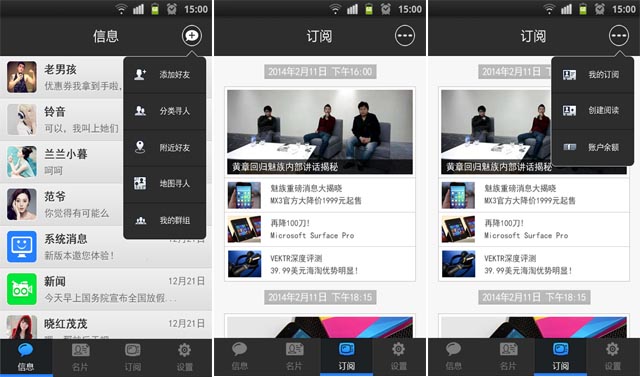 15:00
信息
老男孩
优惠券我拿到手啦，
铃音
可以，我叫上她们
兰兰小暮
呵呵
范爷
你觉得有可能么
系统消息
12月21日
新版本邀您体验！
新闻
12月21日
今天早上国务院宣布全国放假...
晓红茂茂
12月21日
添加好友
分类寻人
附近好友
地图寻人
我的群组
信息
名片
订阅
设置
15:00
订阅
2014年2月11日 下午16:00
黄章回归魅族内部讲话揭秘
魅族重磅消息大揭晓
MX3官方大降价1999元起售
再降100刀！
Microsoft Surface Pro
VEKTR深度评测
39.99美元海淘优势明显！
2014年2月11日 下午18:15
信息
名片
订阅
设置
15:00
订阅
2014年2月11日
我的订阅
创建阅读
账户余额
黄章回归魅族内部讲话揭秘
魅族重磅消息大揭晓
MX3官方大降价1999元起售
再降100刀！
Microsoft Surface Pro
VEKTR深度评测
39.99美元海淘优势明显！
2014年2月11日 下午18:15
信息
名片
订阅
设置